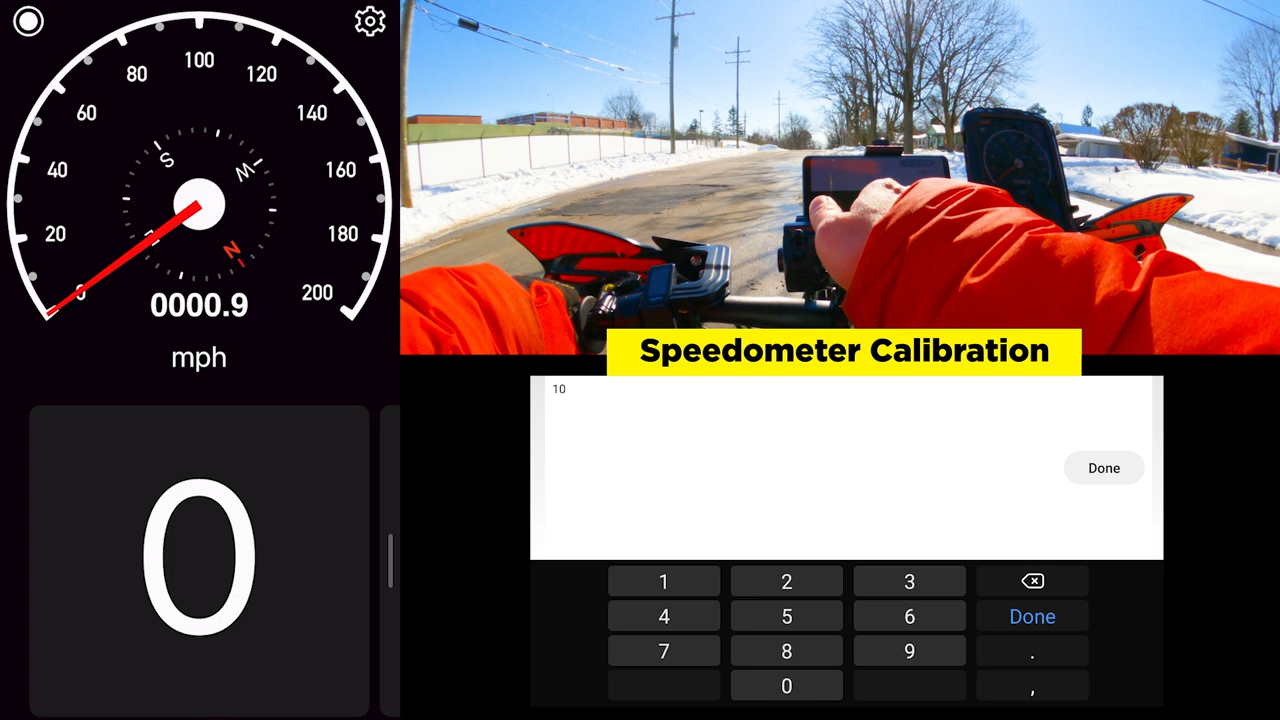 100
80
120
60
140
S
W
40
160
20
180
N
0
200
0000.9
mph
0
Speedometer Calibration
10
Done
1 2 3
4 5 6 Done
7 8 9 .
0 ,